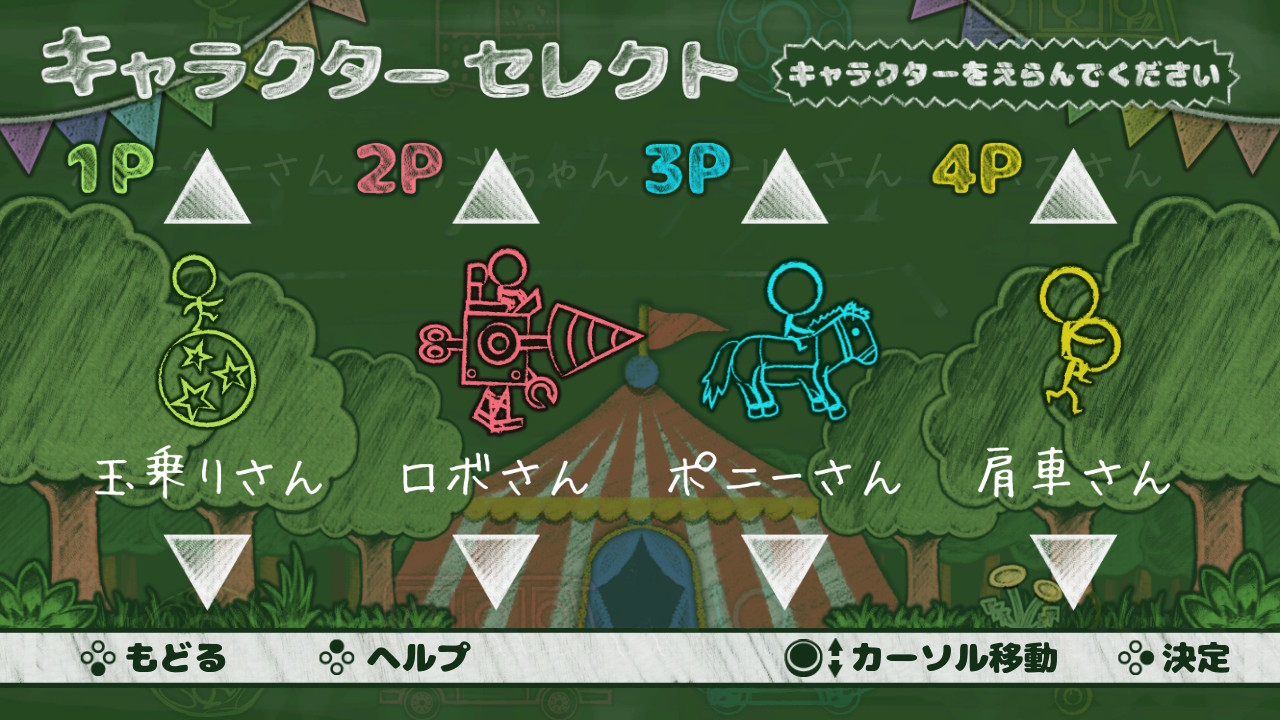 キャラクターセレクト
キャラクターをえらんでください
1P
2P
3P
4P
玉乗りさん
ロボさん
ポニーさん
肩車さん
もどる
ヘルプ
カーソル移動
決定